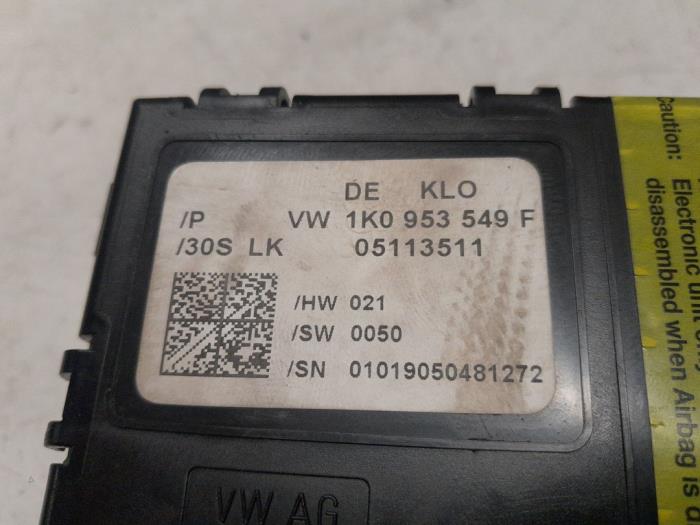 DE KLO
/P VW 1K0 953 549 F
/30S LK 05113511
/HW 021
/SW 0050
/SN 01019050481272
VW AG
Caution:
Electronic unit
disassembled when Airbag is